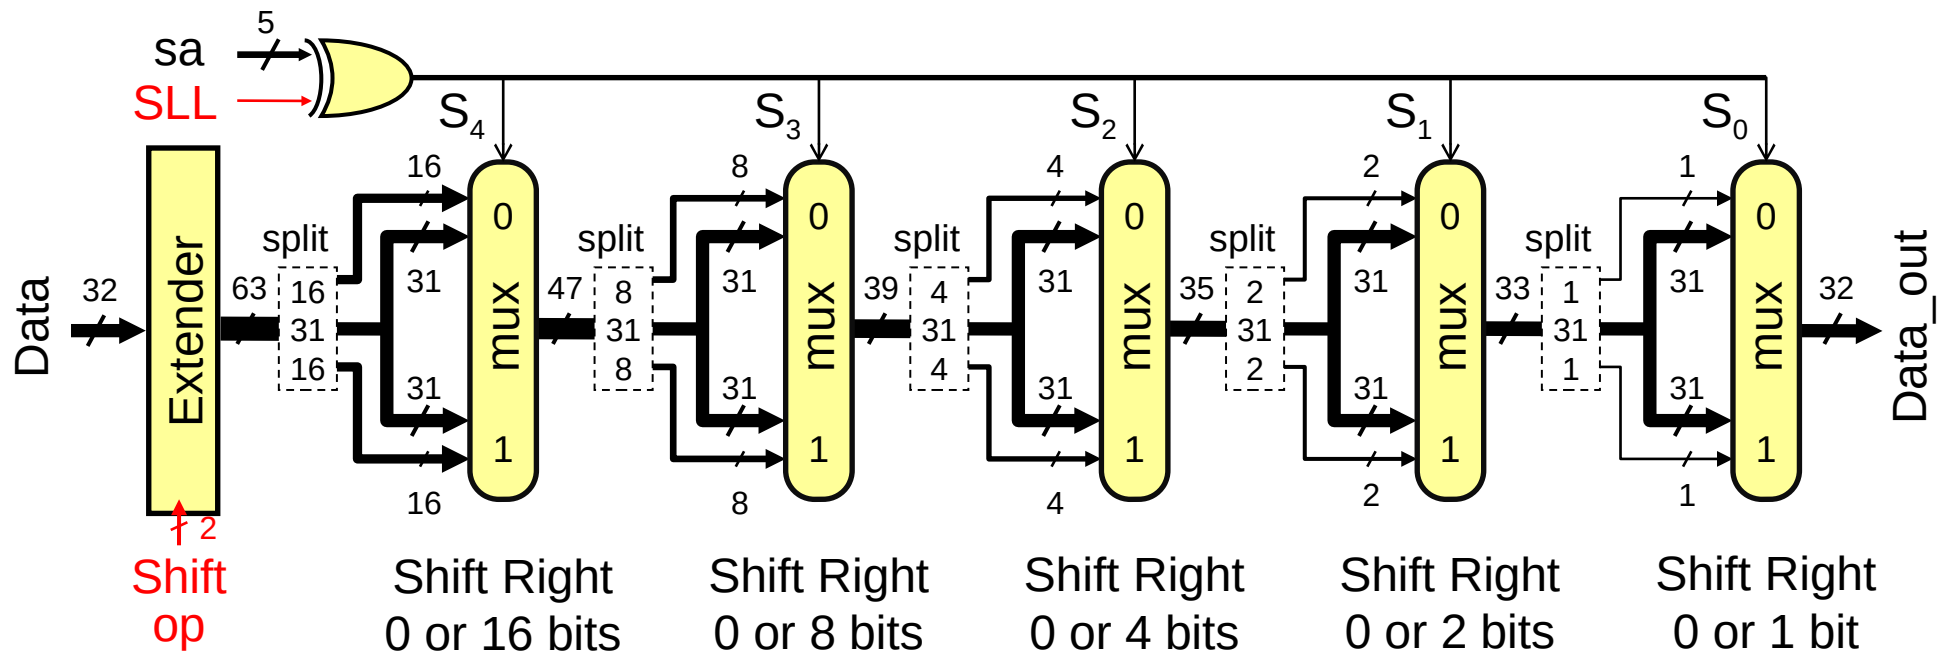 5
sa
SLL
S4
S3
S2
S1
S0
16
8
4
2
1
0
0
0
0
0
split
split
split
split
split
31
31
31
31
31
Data
32
Extender
63
16
31
16
mux
47
8
31
8
mux
39
4
31
4
mux
35
2
31
2
mux
33
1
31
1
mux
32
Data_out
31
31
31
31
31
1
1
1
1
1
16
8
4
2
1
2
Shift
op
Shift Right
0 or 16 bits
Shift Right
0 or 8 bits
Shift Right
0 or 4 bits
Shift Right
0 or 2 bits
Shift Right
0 or 1 bit